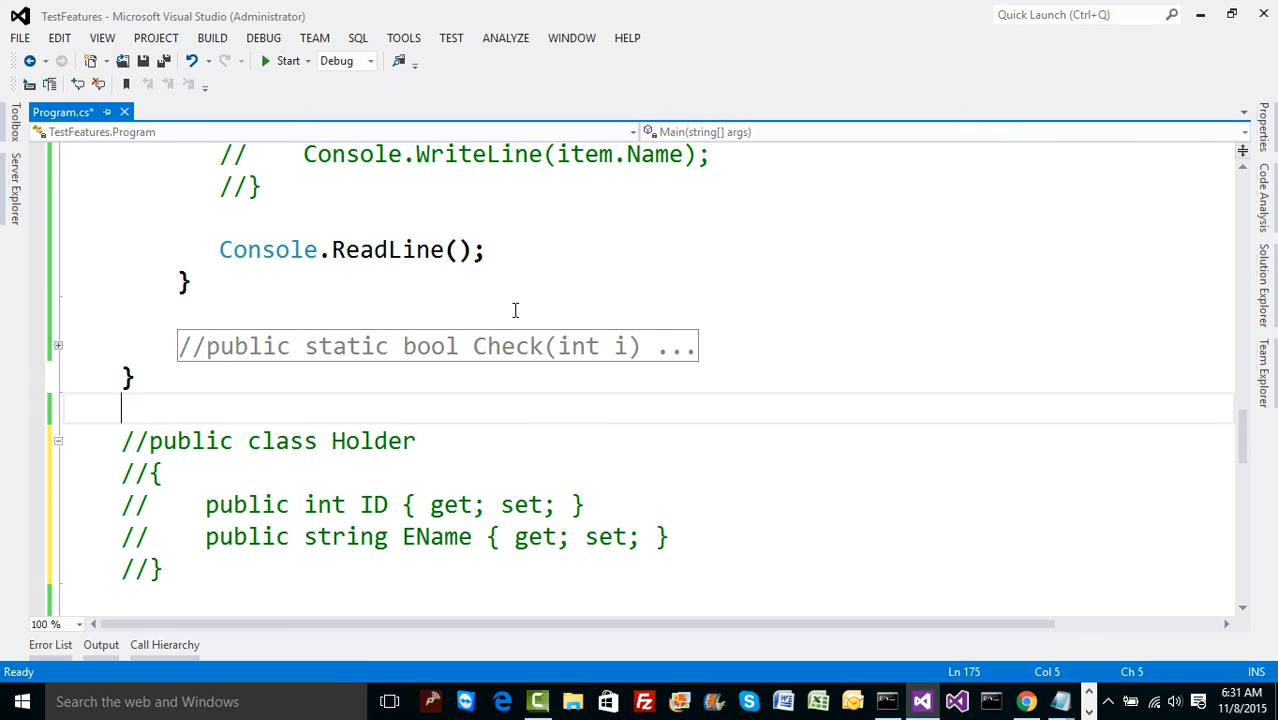 TestFeatures - Microsoft Visual Studio (Administrator)
Quick Launch (Ctrl+Q)
FILE EDIT VIEW PROJECT BUILD DEBUG TEAM SQL TOOLS TEST ANALYZE WINDOW HELP
Start Debug
Program.cs*
TestFeatures.Program
Main(string[] args)
Toolbox
Server Explorer
Properties
Code Analysis
Solution Explorer
Team Explorer
//     Console.WriteLine(item.Name);
//}
Console.ReadLine();
}
//public static bool Check(int i) ...
}
//public class Holder
//{
//    public int ID { get; set; }
//    public string EName { get; set; }
//}
100 %
Error List Output Call Hierarchy
Ready Ln 175 Col 5 Ch 5 INS
Search the web and Windows
6:31 AM
11/8/2015